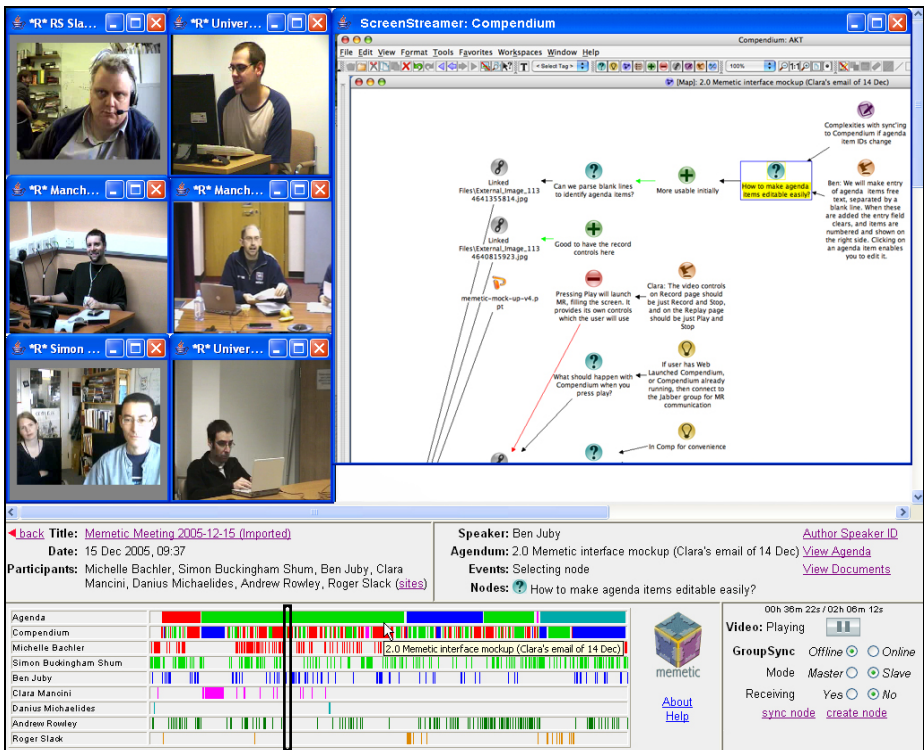 *R* RS Sla...
*R* Univer...
ScreenStreamer: Compendium
Compendium: AKT
File Edit View Format Tools Favorites Workspaces Window Help
T
< Select Tag >
100%
[Map]: 2.0 Memetic interface mockup (Clara's email of 14 Dec)
Complexities with sync'ing
to Compendium if agenda
item IDs change
Linked
Files\External_Image_113
4641355814.jpg
Can we parse blank lines
to identify agenda items?
More usable initially
How to make agenda
items editable easily?
Ben: We will make entry
of agenda items free
text, separated by a
blank line. When these
are added the entry field
clears, and items are
numbered and shown on
the right side. Clicking on
an agenda item enables
you to edit it.
*R* Manch...
*R* Manch...
Linked
Files\External_Image_113
4640815923.jpg
Good to have the record
controls here
memetic-mock-up-v4.p
pt
Pressing Play will launch
MR, filling the screen. It
provides its own controls
which the user will use
Clara: The video controls
on Record page should
be just Record and Stop,
and on the Replay page
should be just Play and
Stop
*R* Simon ...
*R* Univer...
What should happen with
Compendium when you
press play?
If user has Web
Launched Compendium,
or Compendium already
running, then connect to
the Jabber group for MR
communication
In Comp for convenience
back Title: Memetic Meeting 2005-12-15 (Imported)
Date: 15 Dec 2005, 09:37
Participants: Michelle Bachler, Simon Buckingham Shum, Ben Juby, Clara
Mancini, Danius Michaelides, Andrew Rowley, Roger Slack (sites)
Speaker: Ben Juby
Author Speaker ID
Agendum: 2.0 Memetic interface mockup (Clara's email of 14 Dec)
View Agenda
Events: Selecting node
View Documents
Nodes: ? How to make agenda items editable easily?
Agenda
Compendium
Michelle Bachler
2.0 Memetic interface mockup (Clara's email of 14 Dec)
Simon Buckingham Shum
Ben Juby
Clara Mancini
Danius Michaelides
Andrew Rowley
Roger Slack
memetic
About
Help
00h 36m 22s/02h 06m 12s
Video: Playing
GroupSync Offline Online
Mode Master Slave
Receiving Yes No
sync node create node